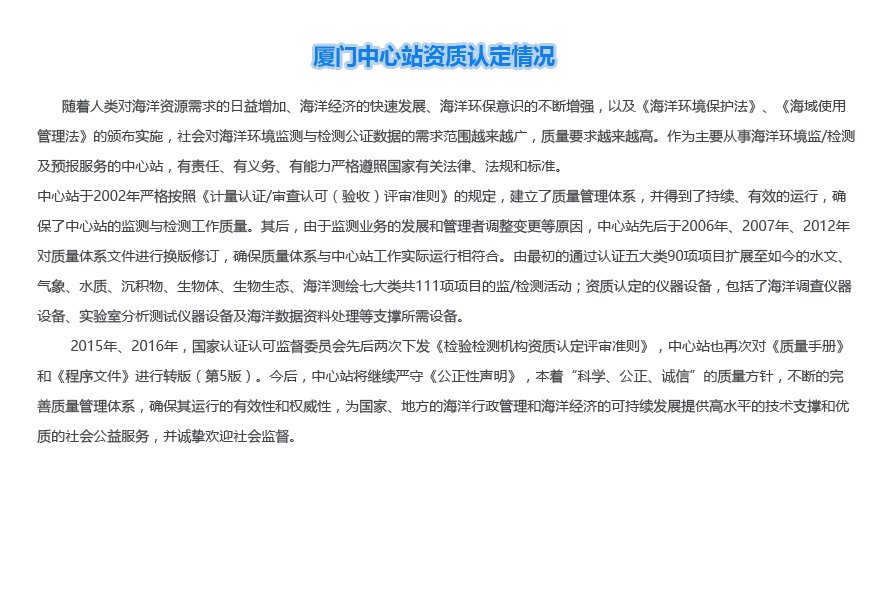 厦门中心站资质认定情况
随着人类对海洋资源需求的日益增加、海洋经济的快速发展、海洋环保意识的不断增强，以及《海洋环境保护法》、《海域使用
管理法》的颁布实施，社会对海洋环境监测与检测公证数据的需求范围越来越广，质量要求越来越高。作为主要从事海洋环境监/检测
及预报服务的中心站，有责任、有义务、有能力严格遵照国家有关法律、法规和标准。
中心站于2002年严格按照《计量认证/审查认可（验收）评审准则》的规定，建立了质量管理体系，并得到了持续、有效的运行，确
保了中心站的监测与检测工作质量。其后，由于监测业务的发展和管理者调整变更等原因，中心站先后于2006年、2007年、2012年
对质量体系文件进行换版修订，确保质量体系与中心站工作实际运行相符合。由最初的通过认证五大类90项项目扩展至如今的水文、
气象、水质、沉积物、生物体、生物生态、海洋测绘七大类共111项项目的监/检测活动；资质认定的仪器设备，包括了海洋调查仪器
设备、实验室分析测试仪器设备及海洋数据资料处理等支撑所需设备。
2015年、2016年，国家认证认可监督委员会先后两次下发《检验检测机构资质认定评审准则》，中心站也再次对《质量手册》
和《程序文件》进行转版（第5版）。今后，中心站将继续严守《公正性声明》，本着“科学、公正、诚信”的质量方针，不断的完
善质量管理体系，确保其运行的有效性和权威性，为国家、地方的海洋行政管理和海洋经济的可持续发展提供高水平的技术支撑和优
质的社会公益服务，并诚挚欢迎社会监督。